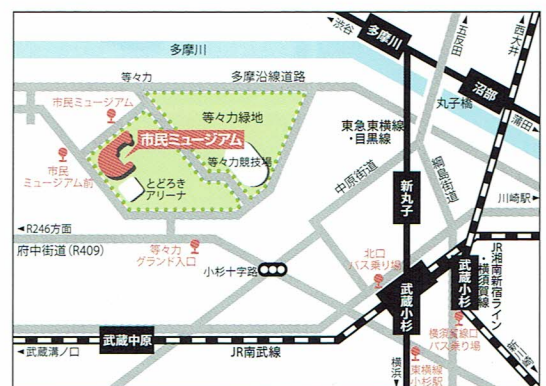 渋谷
多摩川
五反田
西大井
多摩川
沼部
等々力
多摩沿線道路
丸子橋
蒲田
市民ミュージアム
等々力緑地
東急東横線
・目黒線
市民ミュージアム
市民
ミュージアム前
等々力競技場
とどろき
アリーナ
中原街道
綱島街道
新丸子
川崎駅
R246方面
府中街道(R409)
等々力
グランド入口
小杉十字路
北口
バス乗り場
武蔵小杉
武蔵小杉
JR湘南新宿ライン
・横須賀線
横須賀線口
バス乗り場
武蔵中原
武蔵溝ノ口
JR南武線
横浜
東横線
小杉駅